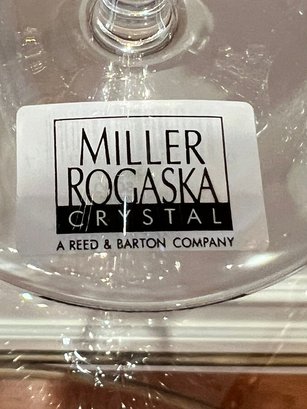 MILLER
ROGASKA
CRYSTAL
A REED & BARTON COMPANY